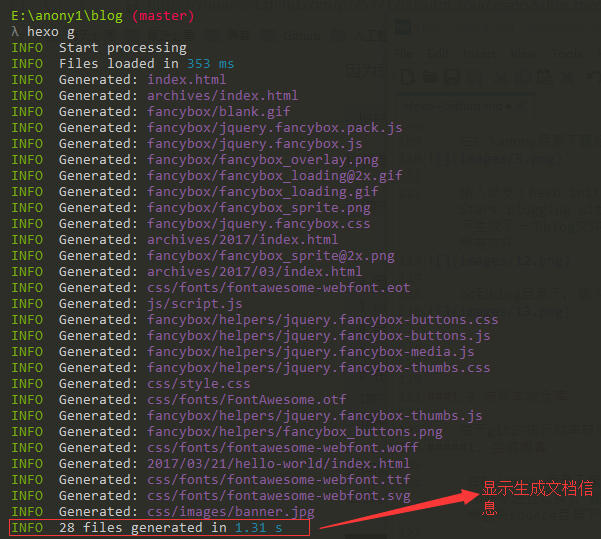 E:\anony1\blog (master)
λ hexo g
INFO  Start processing
INFO  Files loaded in 353 ms
INFO  Generated: index.html
INFO  Generated: archives/index.html
INFO  Generated: fancybox/blank.gif
INFO  Generated: fancybox/jquery.fancybox.pack.js
INFO  Generated: fancybox/jquery.fancybox.js
INFO  Generated: fancybox/fancybox_overlay.png
INFO  Generated: fancybox/fancybox_loading@2x.gif
INFO  Generated: fancybox/fancybox_loading.gif
INFO  Generated: fancybox/fancybox_sprite.png
INFO  Generated: fancybox/jquery.fancybox.css
INFO  Generated: archives/2017/index.html
INFO  Generated: fancybox/fancybox_sprite@2x.png
INFO  Generated: archives/2017/03/index.html
INFO  Generated: css/fonts/fontawesome-webfont.eot
INFO  Generated: js/script.js
INFO  Generated: fancybox/helpers/jquery.fancybox-buttons.css
INFO  Generated: fancybox/helpers/jquery.fancybox-buttons.js
INFO  Generated: fancybox/helpers/jquery.fancybox-media.js
INFO  Generated: fancybox/helpers/jquery.fancybox-thumbs.css
INFO  Generated: css/style.css
INFO  Generated: css/fonts/FontAwesome.otf
INFO  Generated: fancybox/helpers/jquery.fancybox-thumbs.js
INFO  Generated: fancybox/helpers/fancybox_buttons.png
INFO  Generated: css/fonts/fontawesome-webfont.woff
INFO  Generated: 2017/03/21/hello-world/index.html
INFO  Generated: css/fonts/fontawesome-webfont.ttf
INFO  Generated: css/fonts/fontawesome-webfont.svg
INFO  Generated: css/images/banner.jpg
INFO  28 files generated in 1.31 s
显示生成文档信
息